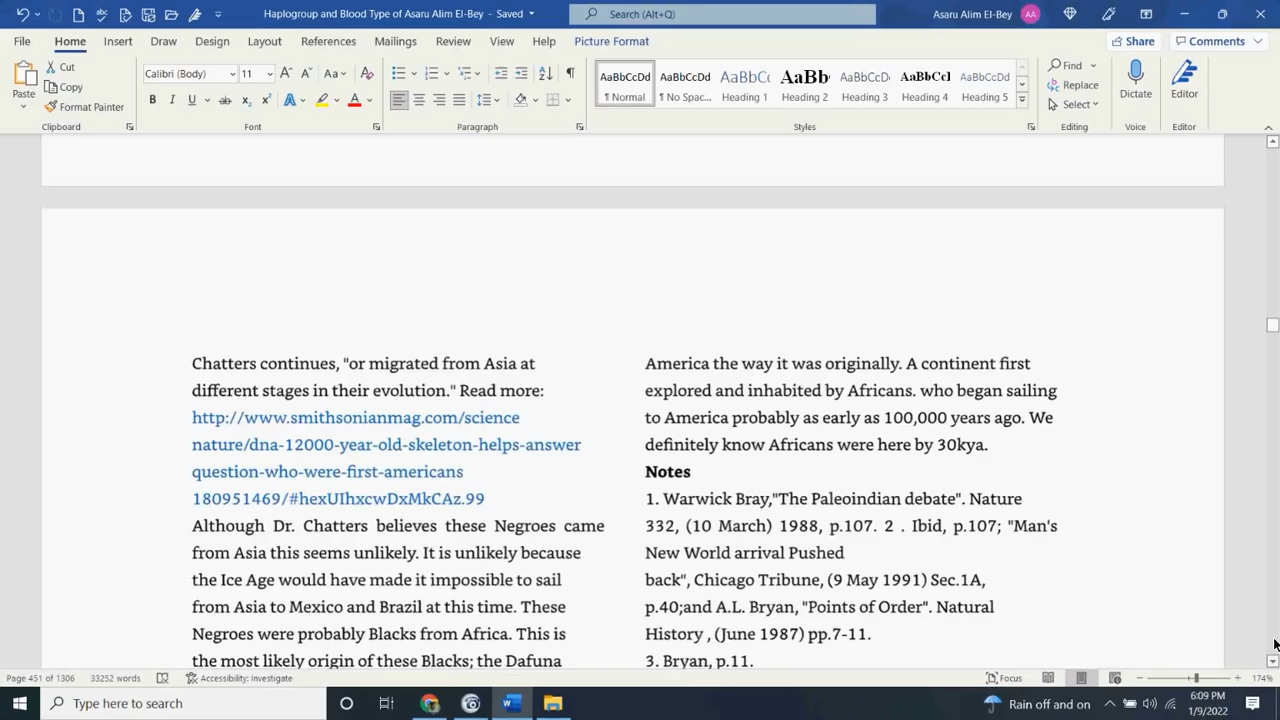 Haplogroup and Blood Type of Asaru Alim El-Bey - Saved
Search (Alt+Q)
Asaru Alim El-Bey AA
File Home Insert Draw Design Layout References Mailings Review View Help Picture Format
Share Comments
Paste
Cut
Copy
Format Painter
Clipboard
Calibri (Body) 11
Font
Paragraph
AaBbCcDd AaBbCcDd AaBbC AaBb AaBbCcD AaBbCcI AaBbCcDd
¶ Normal ¶ No Spac... Heading 1 Heading 2 Heading 3 Heading 4 Heading 5
Styles
Find
Replace
Select
Editing
Dictate
Voice
Editor
Editor
Chatters continues, "or migrated from Asia at
different stages in their evolution." Read more:
http://www.smithsonianmag.com/science
nature/dna-12000-year-old-skeleton-helps-answer
question-who-were-first-americans
180951469/#hexUIhxcwDxMkCAz.99
Although Dr. Chatters believes these Negroes came
from Asia this seems unlikely. It is unlikely because
the Ice Age would have made it impossible to sail
from Asia to Mexico and Brazil at this time. These
Negroes were probably Blacks from Africa. This is
the most likely origin of these Blacks; the Dafuna
America the way it was originally. A continent first
explored and inhabited by Africans. who began sailing
to America probably as early as 100,000 years ago. We
definitely know Africans were here by 30kya.
Notes
1. Warwick Bray,"The Paleoindian debate". Nature
332, (10 March) 1988, p.107. 2 . Ibid, p.107; "Man's
New World arrival Pushed
back", Chicago Tribune, (9 May 1991) Sec.1A,
p.40;and A.L. Bryan, "Points of Order". Natural
History , (June 1987) pp.7-11.
3. Bryan, p.11.
Page 451 of 1306 33252 words Accessibility: Investigate
Focus 174%
Type here to search
Rain off and on
6:09 PM
1/9/2022